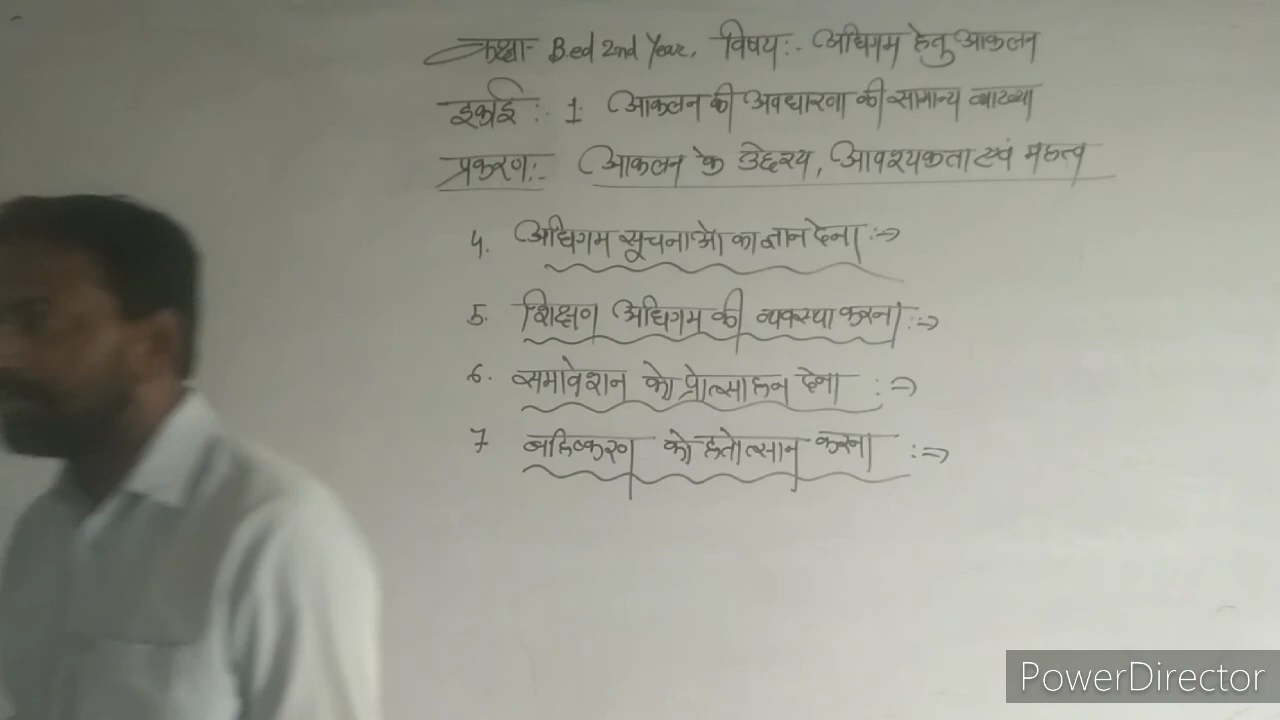 कक्षा- Bed 2nd Year, विषय:- अधिगम हेतु आकलन
इकाई:- 1. आकलन की अवधारणा की सामान्य व्याख्या
प्रकरण:- आकलन के उद्देश्य, आवश्यकता एवं महत्व
4. अधिगम सूचनाओ का ज्ञान देना :->
5. शिक्षण अधिगम की व्यवस्था करना :->
6. समावेशन को प्रोत्साहन देना :=>
7 बहिष्करण को हतोत्सान करना :=>
PowerDirector